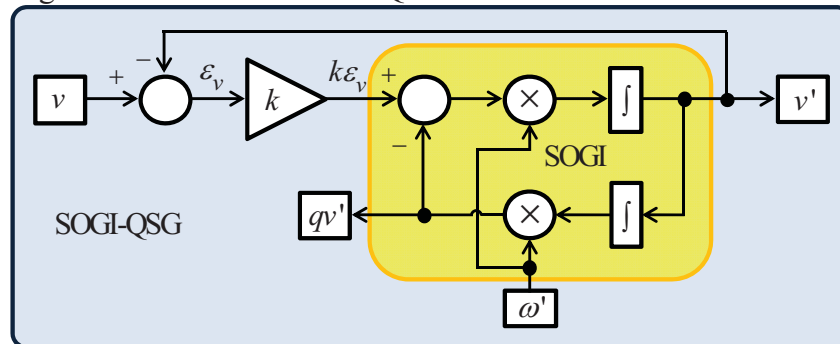 − 
+ ε_v kε_v +
v k × ∫ v'
− SOGI
SOGI-QSG qv' × ∫
ω'